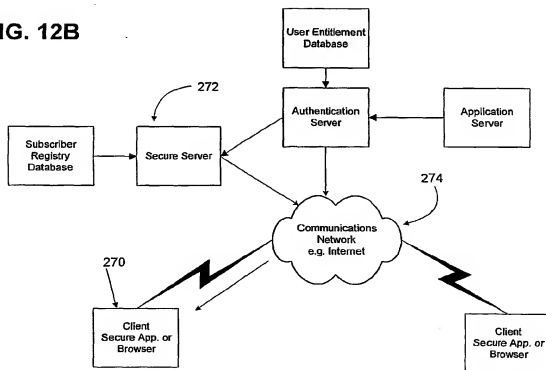 IG. 12B
User Entitlement
Database
272
Authentication
Server
Application
Server
Subscriber
Registry
Database
Secure Server
274
Communications
Network
e.g. Internet
270
Client
Secure App. or
Browser
Client
Secure App. or
Browser